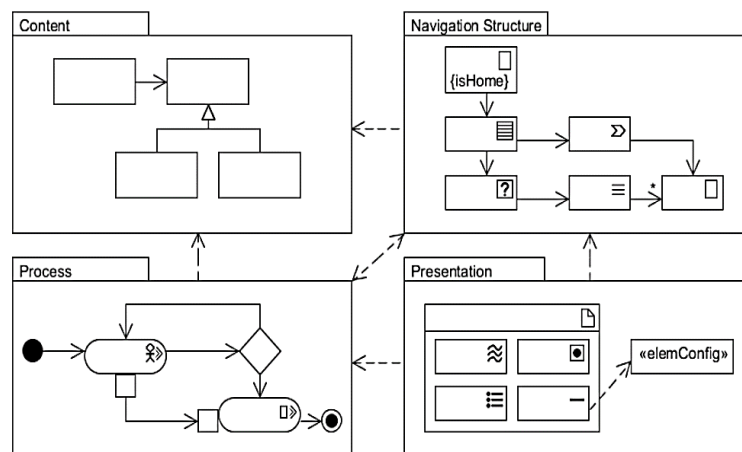 Content
Navigation Structure
{isHome}
?
*
Process
Presentation
«elemConfig»